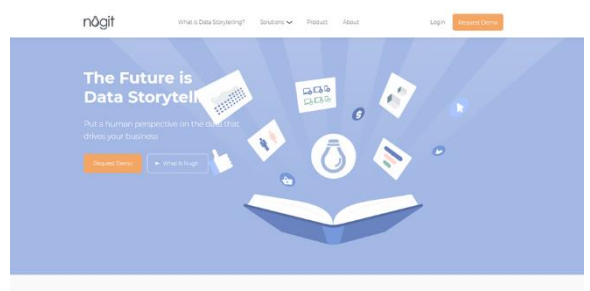 nugit
What is Data Storytelling?
Solutions
Product
About
Login
Request Demo
The Future is
Data Storytell
Put a human perspective on the data that
drives your business
Request Demo
What is Nugit